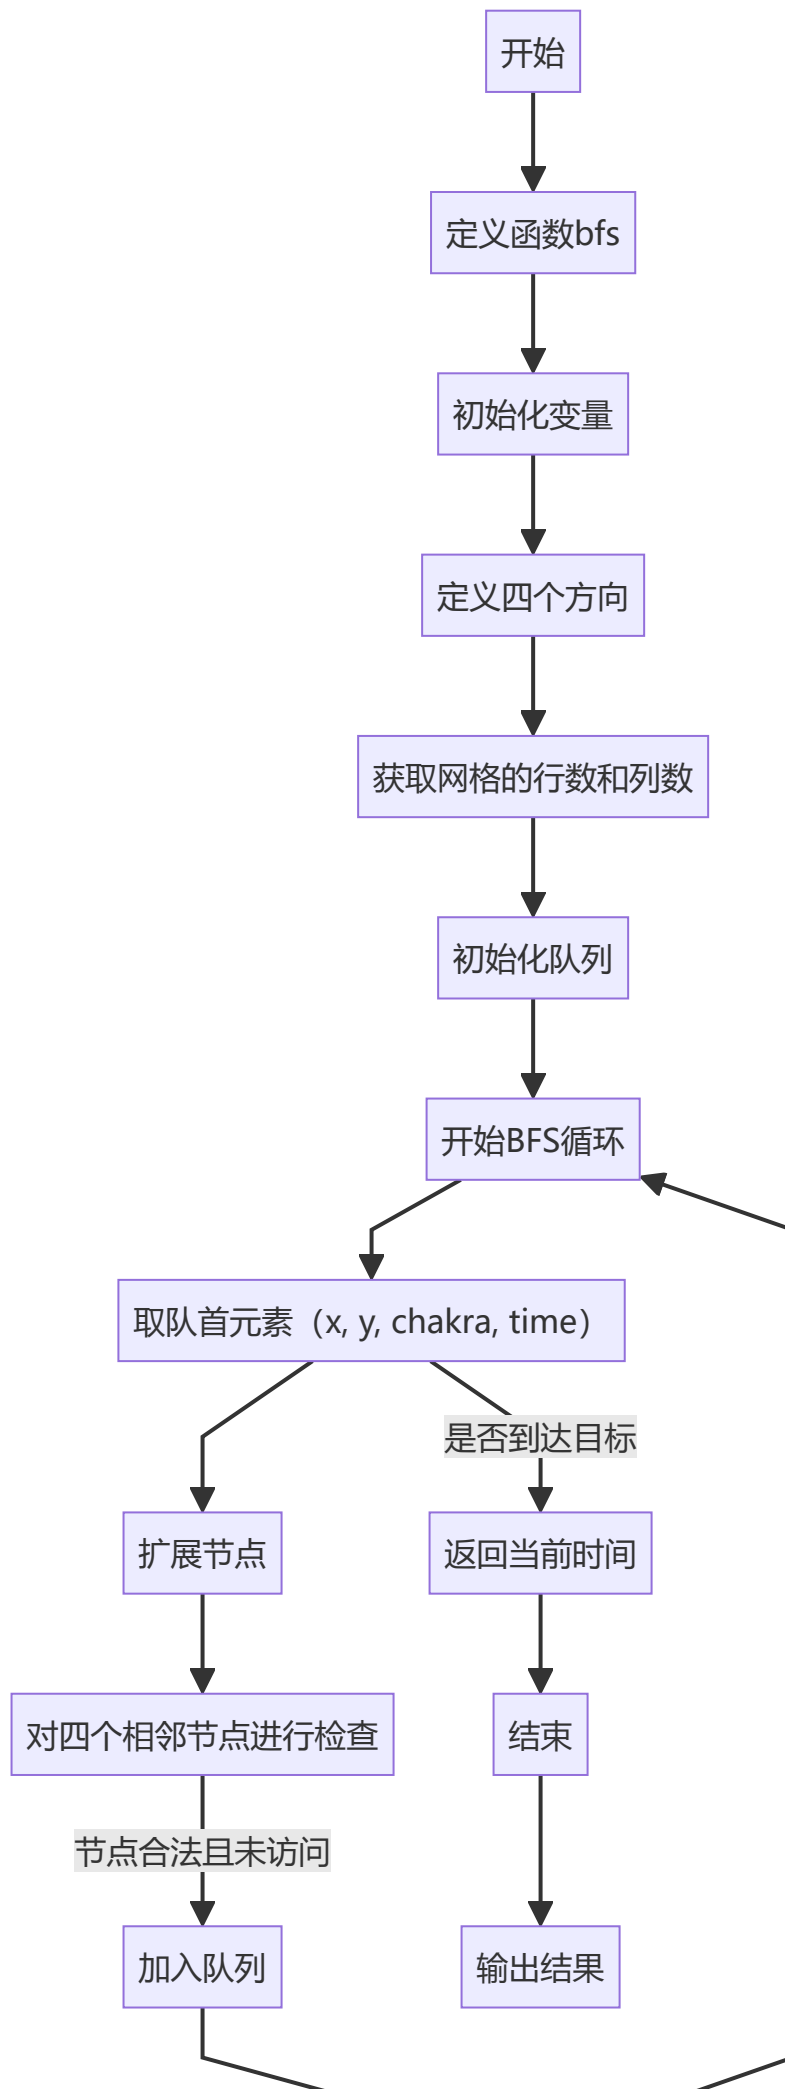 开始
定义函数bfs
初始化变量
定义四个方向
获取网格的行数和列数
初始化队列
开始BFS循环
取队首元素（x, y, chakra, time）
是否到达目标
扩展节点
返回当前时间
对四个相邻节点进行检查
结束
节点合法且未访问
加入队列
输出结果